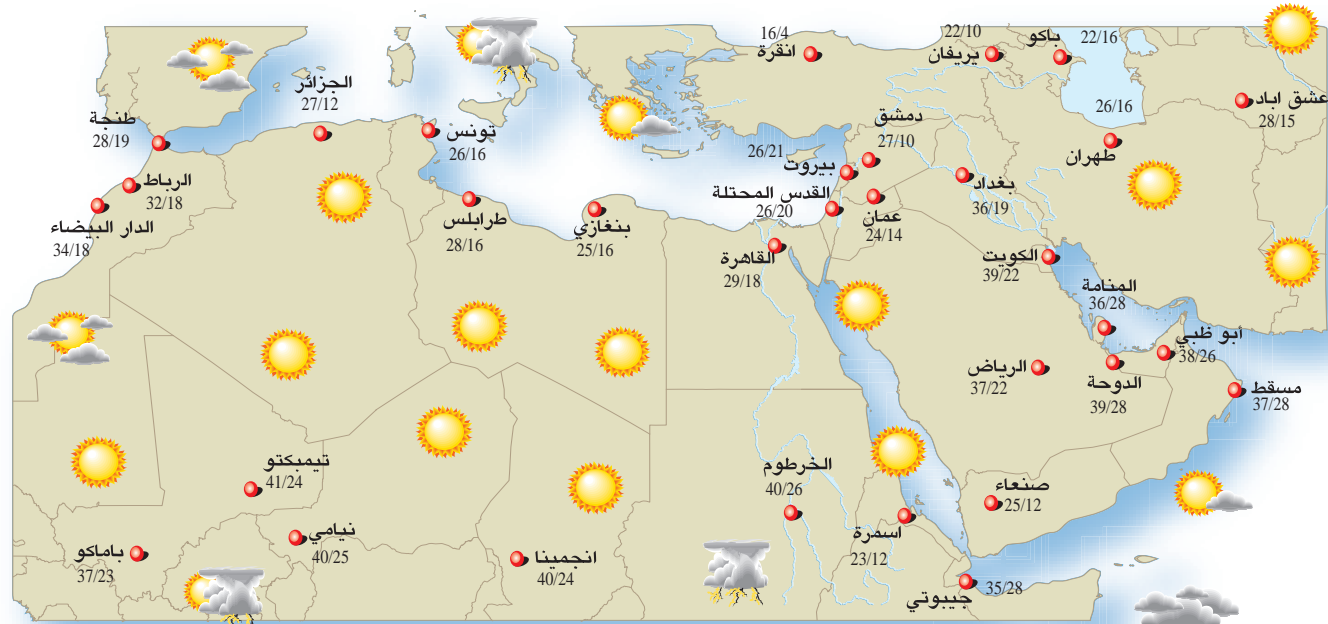 16/4
انقرة
22/10
يريفان
باكو
22/16
عشق اباد
28/15
26/16
طهران
الجزائر
27/12
طنجة
28/19
تونس
26/16
دمشق
27/10
26/21
بيروت
القدس المحتلة
26/20
عمان
24/14
بغداد
36/19
الرباط
32/18
الدار البيضاء
34/18
طرابلس
28/16
بنغازي
25/16
القاهرة
29/18
الكويت
39/22
المنامة
36/28
أبو ظبي
38/26
الرياض
37/22
الدوحة
39/28
مسقط
37/28
تيمبكتو
41/24
الخرطوم
40/26
صنعاء
25/12
نيامي
40/25
باماكو
37/23
انجمينا
40/24
اسمرة
23/12
35/28
جيبوتي